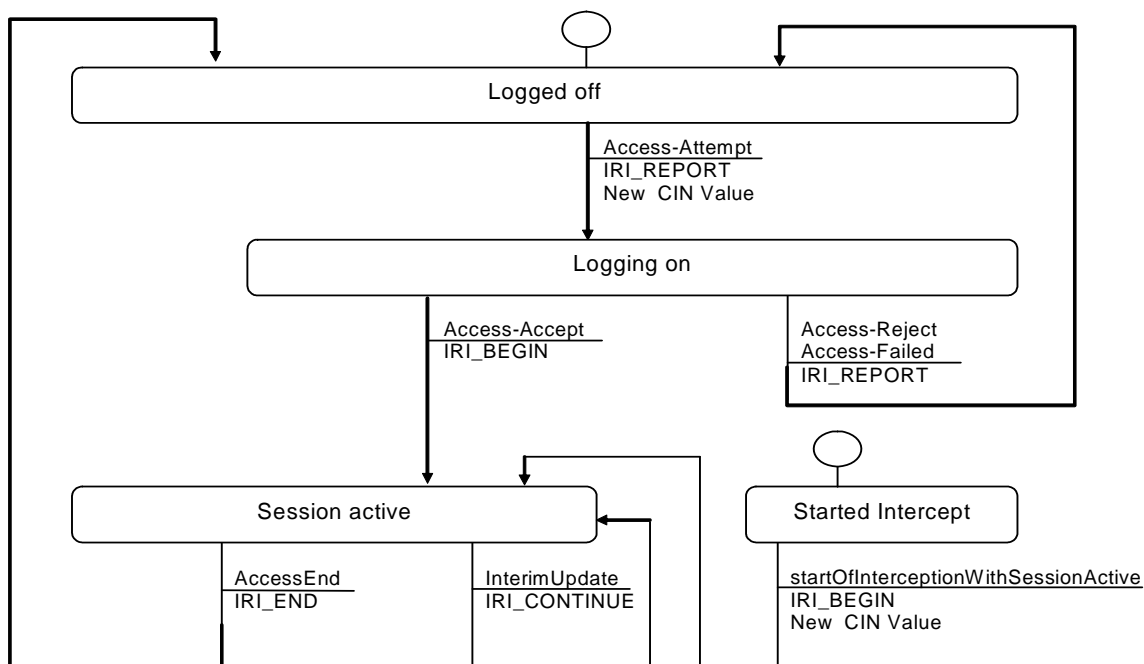 Logged off
Access-Attempt
IRI_REPORT
New CIN Value
Logging on
Access-Accept
IRI_BEGIN
Access-Reject
Access-Failed
IRI_REPORT
Session active
Started Intercept
AccessEnd
IRI_END
InterimUpdate
IRI_CONTINUE
startOfInterceptionWithSessionActive
IRI_BEGIN
New CIN Value